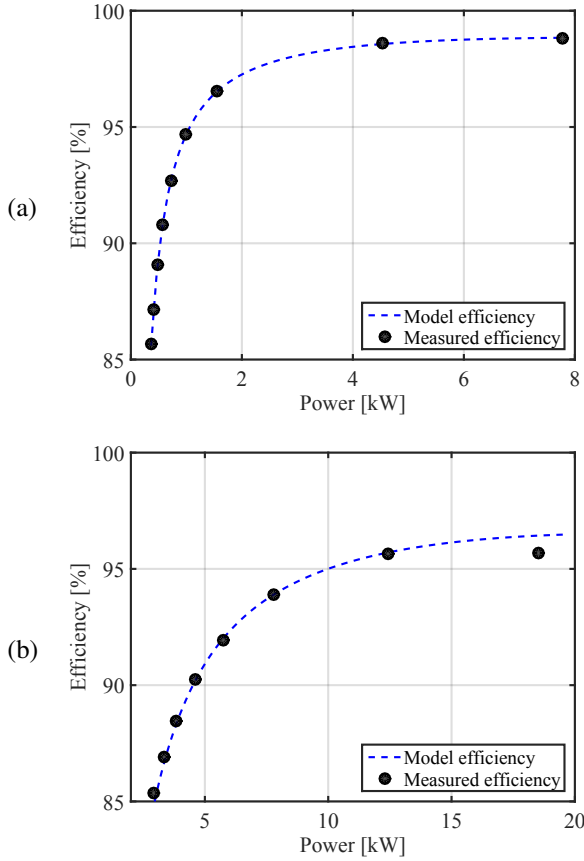 (a)
Efficiency [%]
100
95
90
85
0
2
4
6
8
Power [kW]
Model efficiency
Measured efficiency
(b)
Efficiency [%]
100
95
90
85
5
10
15
20
Power [kW]
Model efficiency
Measured efficiency